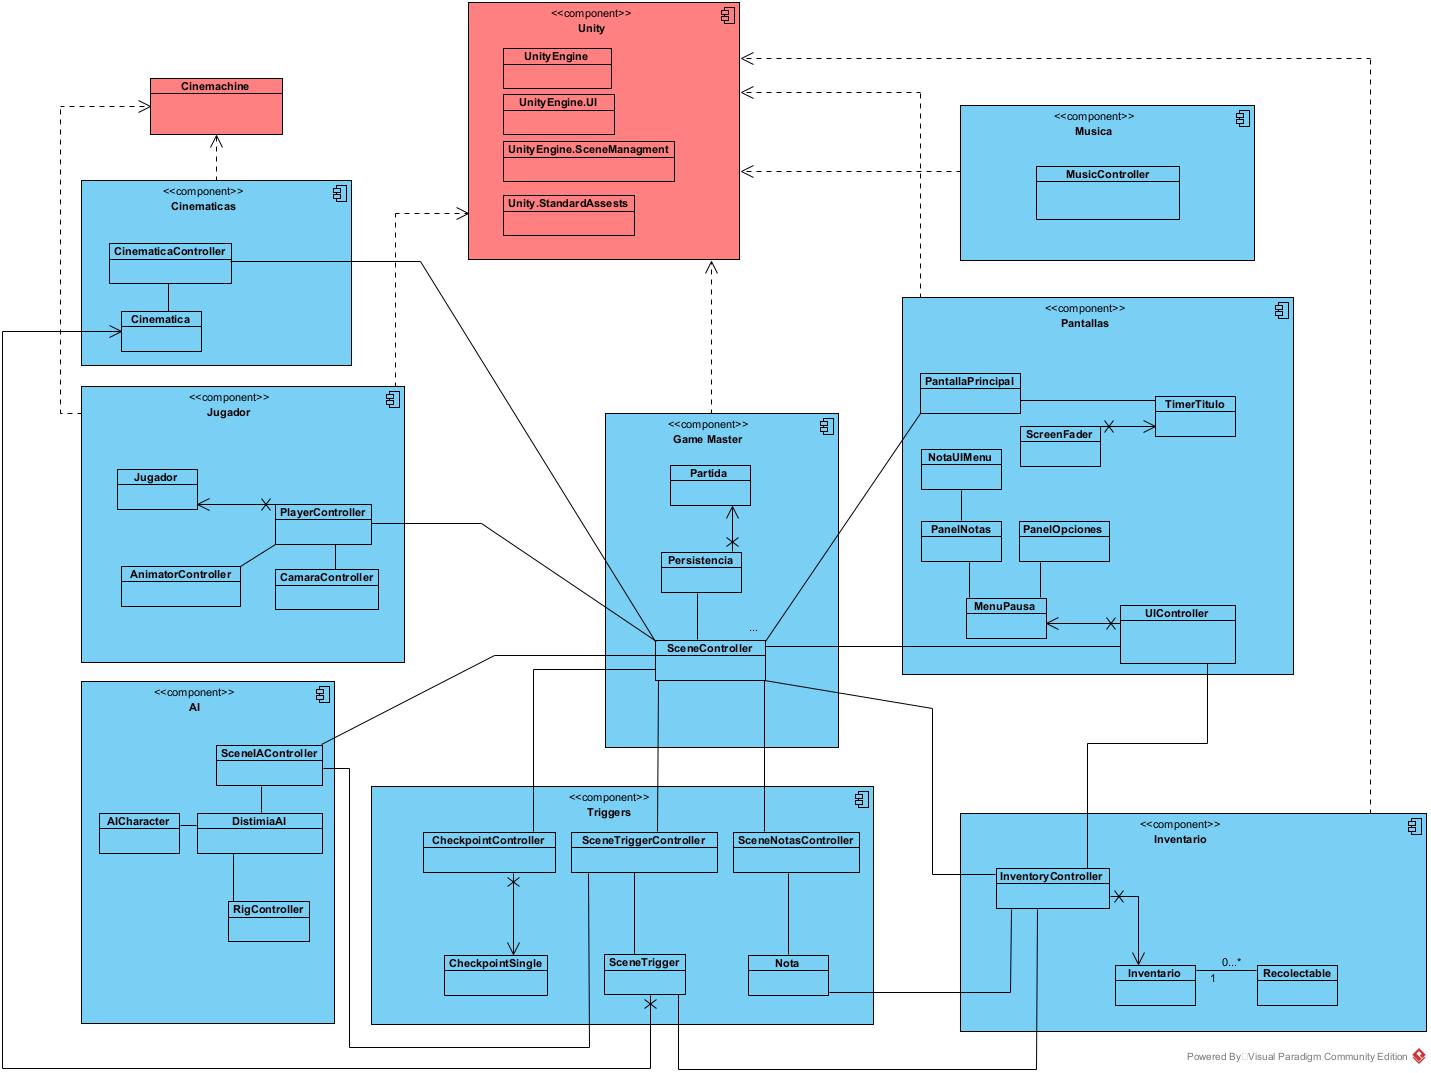 <<component>>
Unity
UnityEngine
UnityEngine.UI
UnityEngine.SceneManagment
Unity.StandardAssests
Cinemachine
<<component>>
Musica
MusicController
<<component>>
Cinematicas
CinematicaController
Cinematica
<<component>>
Pantallas
PantallaPrincipal
TimerTitulo
ScreenFader
NotaUIMenu
PanelNotas
PanelOpciones
MenuPausa
UIController
<<component>>
Jugador
Jugador
PlayerController
AnimatorController
CamaraController
<<component>>
Game Master
Partida
Persistencia
...
SceneController
<<component>>
AI
SceneIAController
AICharacter
DistimiaAI
RigController
<<component>>
Triggers
CheckpointController
SceneTriggerController
SceneNotasController
CheckpointSingle
SceneTrigger
Nota
<<component>>
Inventario
InventoryController
Inventario
0...*
1
Recolectable
Powered By Visual Paradigm Community Edition